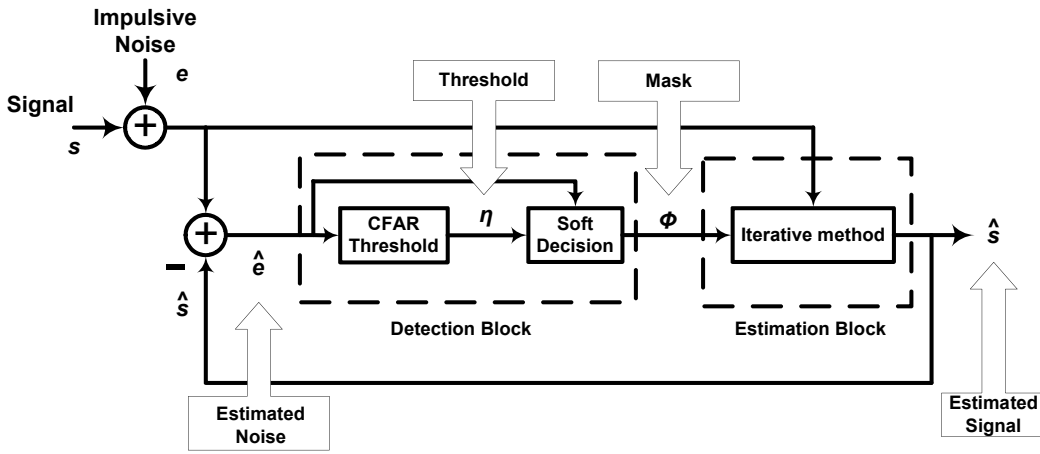 Impulsive
Noise
e
Signal
s
+
Threshold
Mask
+
−
ê
ŝ
CFAR
Threshold
η
Soft
Decision
Φ
Iterative method
ŝ
Detection Block
Estimation Block
Estimated
Noise
Estimated
Signal